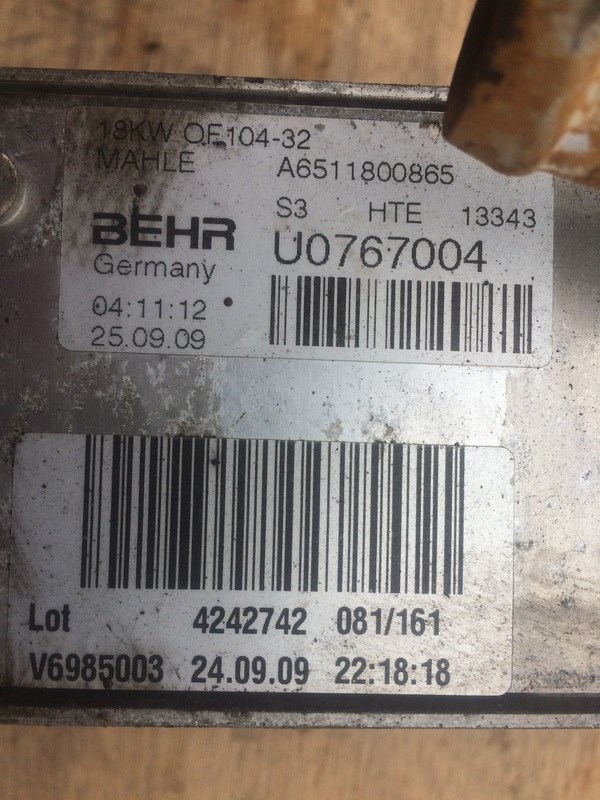 18KW OF104-32
MAHLE A6511800865
S3 HTE 13343
BEHR U0767004
Germany
04:11:12
25.09.09
Lot 4242742 081/161
V6985003 24.09.09 22:18:18